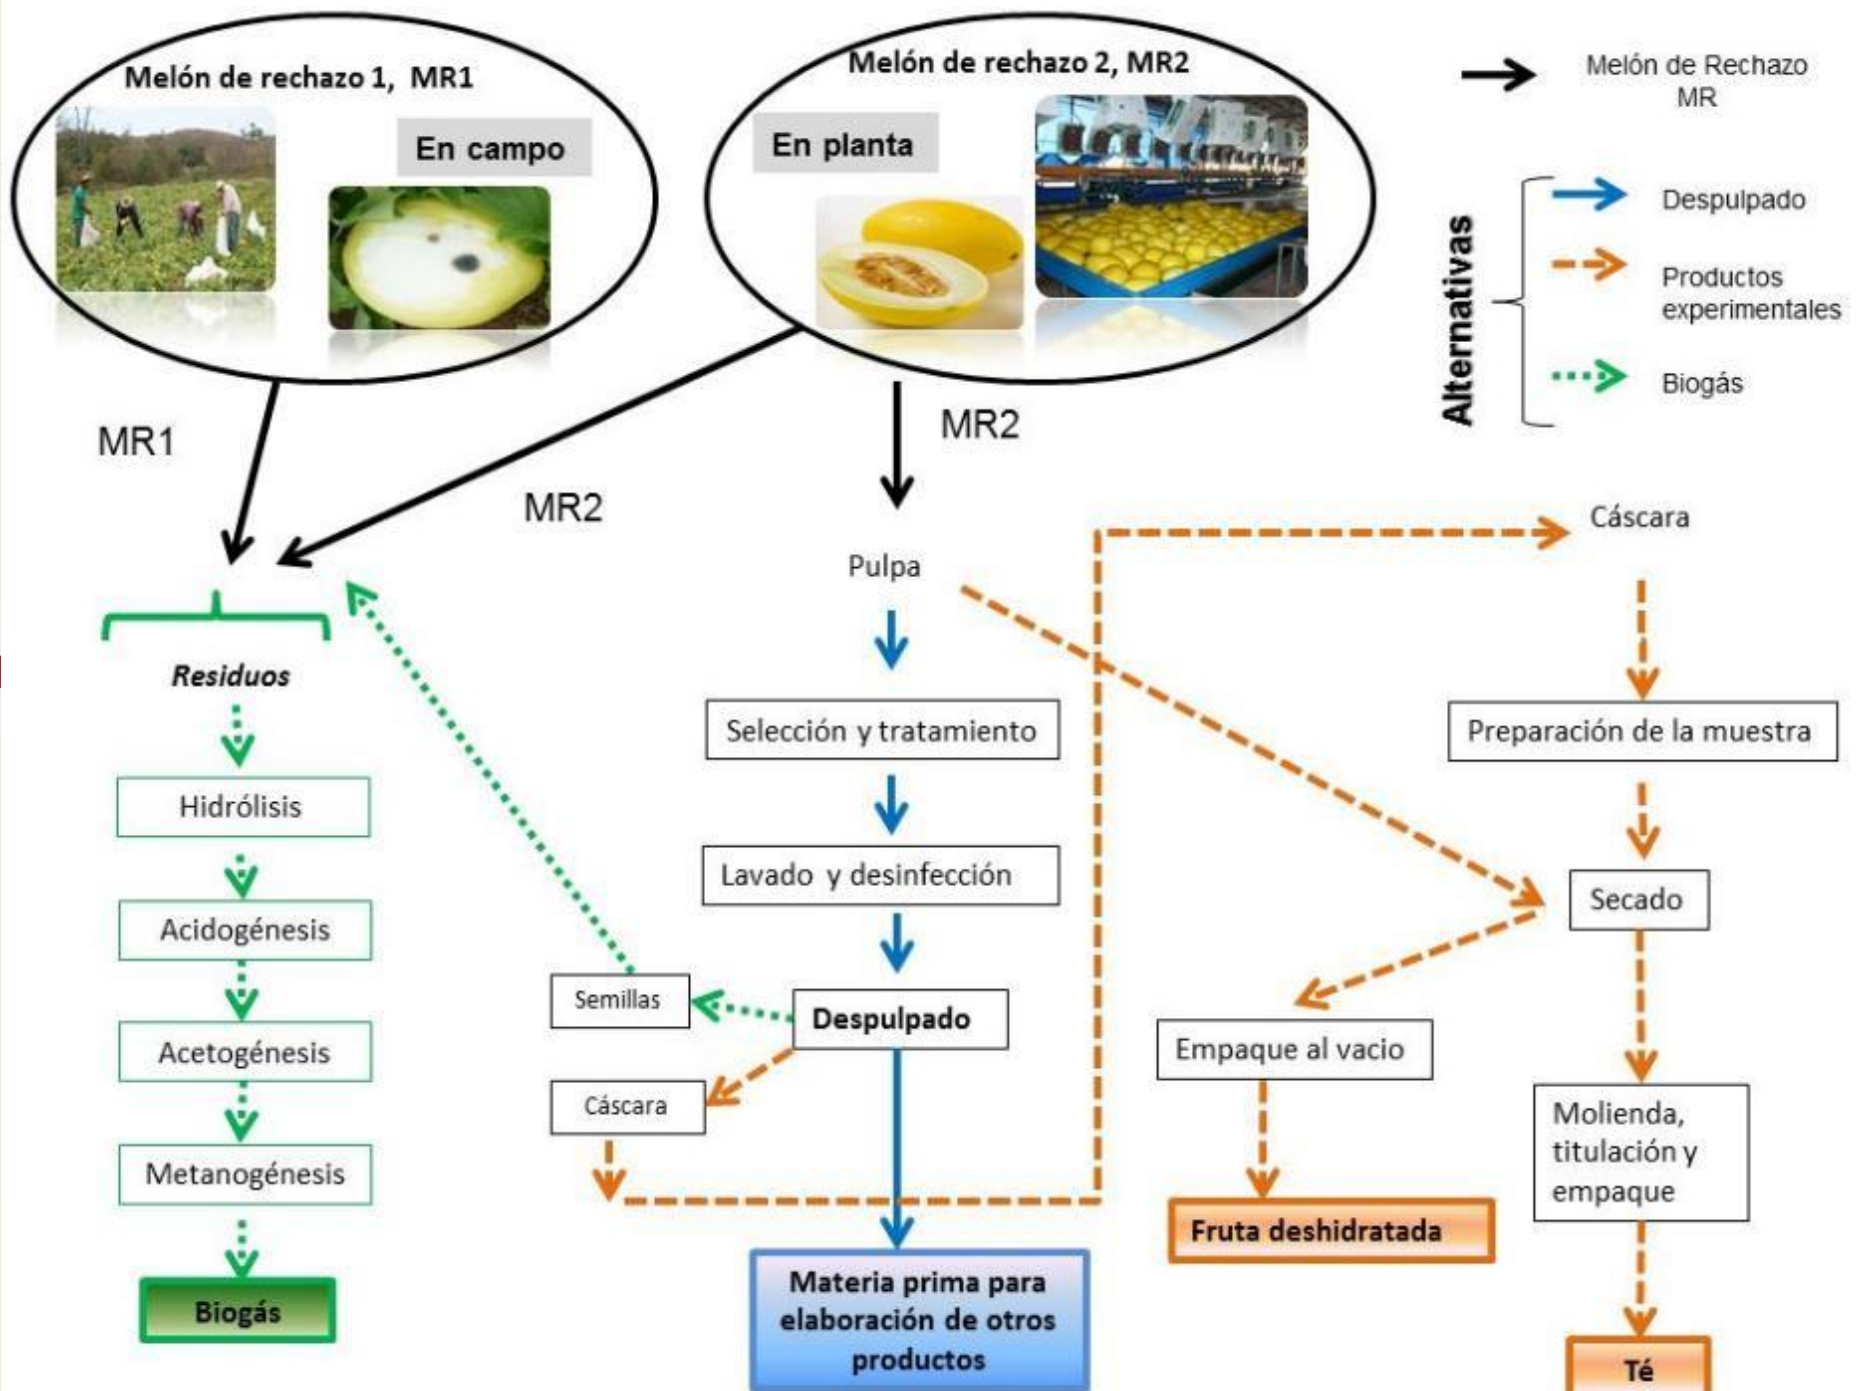 Melón de rechazo 1, MR1
En campo
Melón de rechazo 2, MR2
En planta
Melón de Rechazo
MR
Alternativas
Despulpado
Productos
experimentales
Biogás
MR1
MR2
MR2
Residuos
Hidrólisis
Acidogénesis
Acetogénesis
Metanogénesis
Biogás
Pulpa
Selección y tratamiento
Lavado y desinfección
Despulpado
Semillas
Cáscara
Materia prima para
elaboración de otros
productos
Cáscara
Preparación de la muestra
Secado
Empaque al vacio
Fruta deshidratada
Molienda,
titulación y
empaque
Té